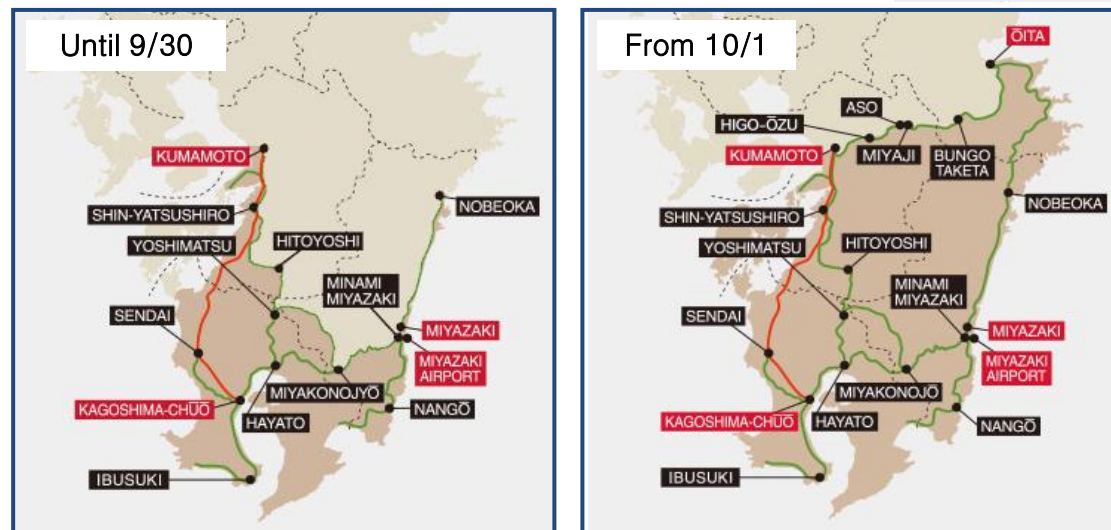 Until 9/30
KUMAMOTO
SHIN-YATSUSHIRO
NOBEOKA
YOSHIMATSU
HITOYOSHI
MINAMI
MIYAZAKI
SENDAI
MIYAZAKI
MIYAZAKI
AIRPORT
MIYAKONOJYŌ
KAGOSHIMA-CHŪŌ
NANGŌ
HAYATO
IBUSUKI
From 10/1
ŌITA
ASO
HIGO-ŌZU
MIYAJI
BUNGO
TAKETA
KUMAMOTO
NOBEOKA
SHIN-YATSUSHIRO
YOSHIMATSU
HITOYOSHI
MINAMI
MIYAZAKI
SENDAI
MIYAZAKI
MIYAZAKI
AIRPORT
MIYAKONOJŌ
KAGOSHIMA-CHŪŌ
HAYATO
NANGŌ
IBUSUKI